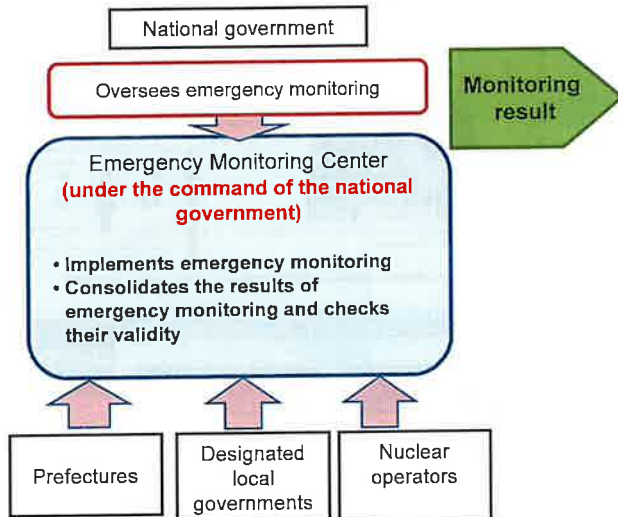 National government
Oversees emergency monitoring
Monitoring
result
Emergency Monitoring Center
(under the command of the national
government)
• Implements emergency monitoring
• Consolidates the results of
emergency monitoring and checks
their validity
Prefectures
Designated
local
governments
Nuclear
operators